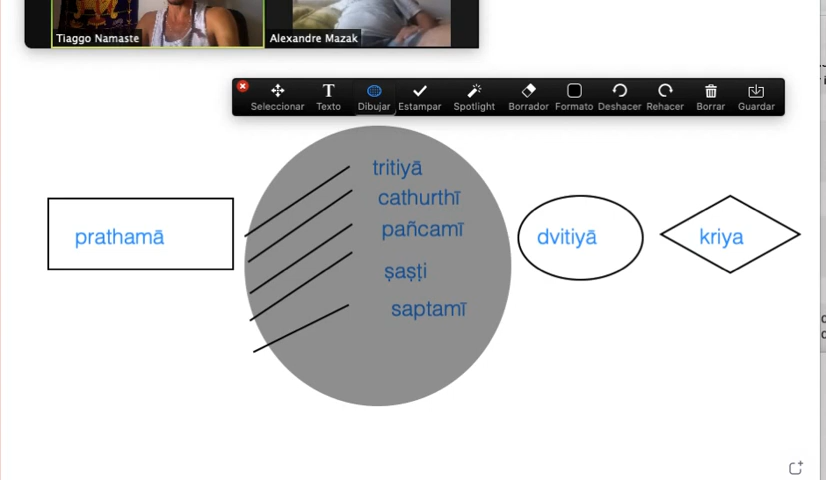 Tiaggo Namaste
Alexandre Mazak
Seleccionar Texto Dibujar Estampar Spotlight Borrador Formato Deshacer Rehacer Borrar Guardar
tritiyā
cathurthī
pañcamī
prathamā
dvitiyā
kriya
ṣaṣṭi
saptamī